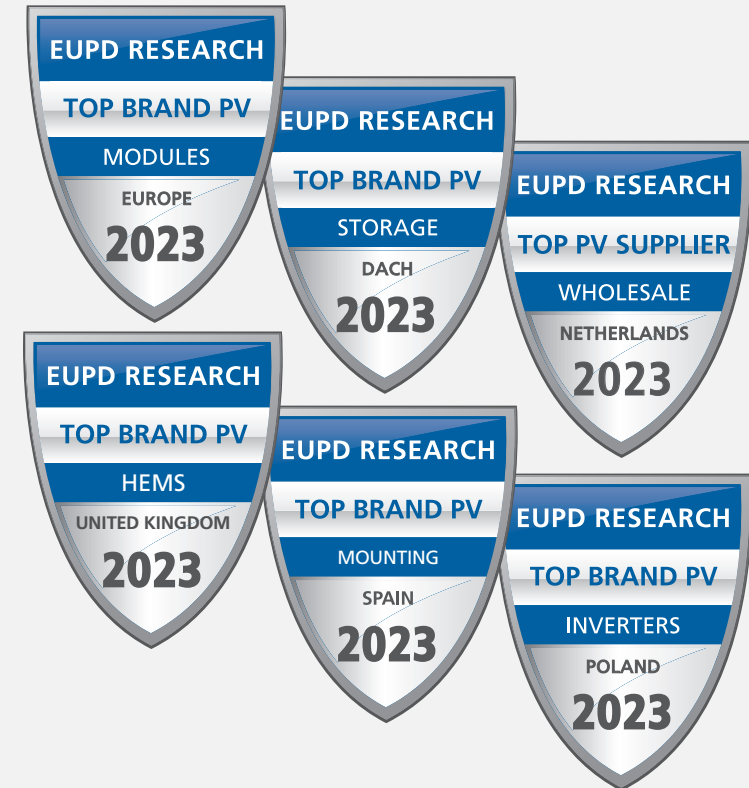 EUPD RESEARCH
TOP BRAND PV
MODULES
EUROPE
2023
EUPD RESEARCH
TOP BRAND PV
STORAGE
DACH
2023
EUPD RESEARCH
TOP PV SUPPLIER
WHOLESALE
NETHERLANDS
2023
EUPD RESEARCH
TOP BRAND PV
HEMS
UNITED KINGDOM
2023
EUPD RESEARCH
TOP BRAND PV
MOUNTING
SPAIN
2023
EUPD RESEARCH
TOP BRAND PV
INVERTERS
POLAND
2023